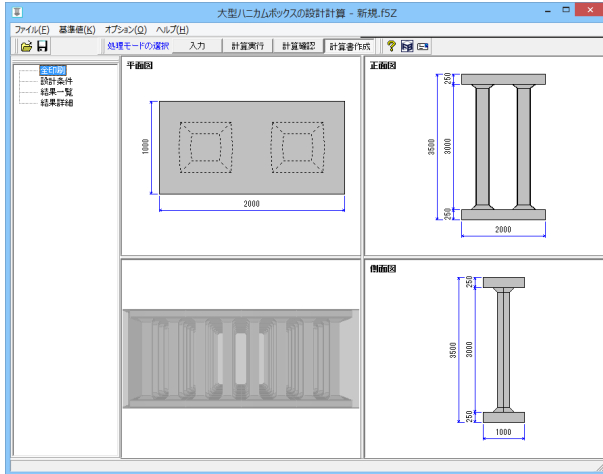 大型ハニカムボックスの設計計算 - 新規.f5Z
ファイル(F) 基準値(K) オプション(O) ヘルプ(H)
処理モードの選択 入力 計算実行 計算確認 計算書作成
全印刷
設計条件
結果一覧
結果詳細
平面図
1000
2000
正面図
250
3500
3000
250
2000
側面図
250
3500
3000
250
1000